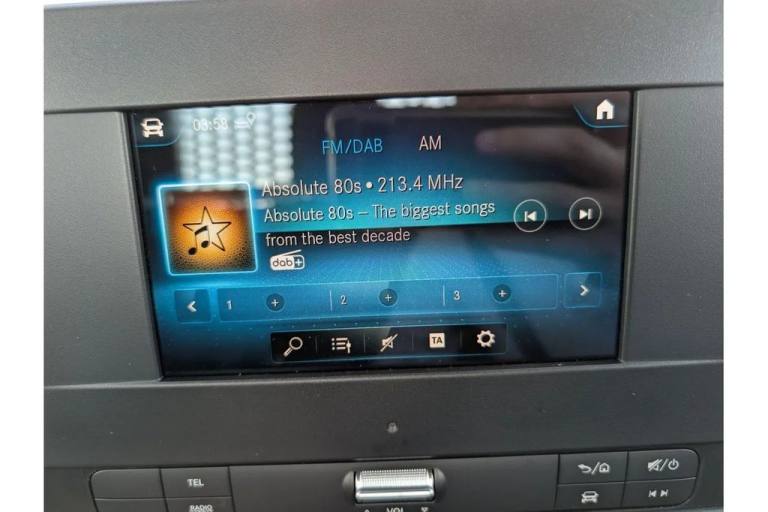 03:58
FM/DAB AM
Absolute 80s • 213.4 MHz
Absolute 80s – The biggest songs
from the best decade
dab+
1 + 2 + 3 +
TA
TEL
RADIO
VOL